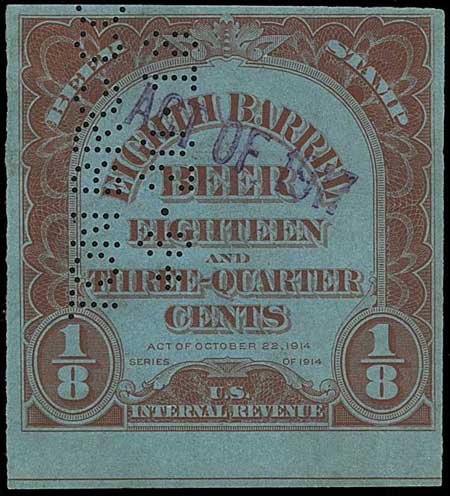 BEER STAMP
EIGHTH BARREL
BEER
EIGHTEEN
AND
THREE-QUARTER
CENTS
ACT OF OCTOBER 22, 1914
SERIES OF 1914
1/8 1/8
U.S.
INTERNAL REVENUE
ACT OF 1917